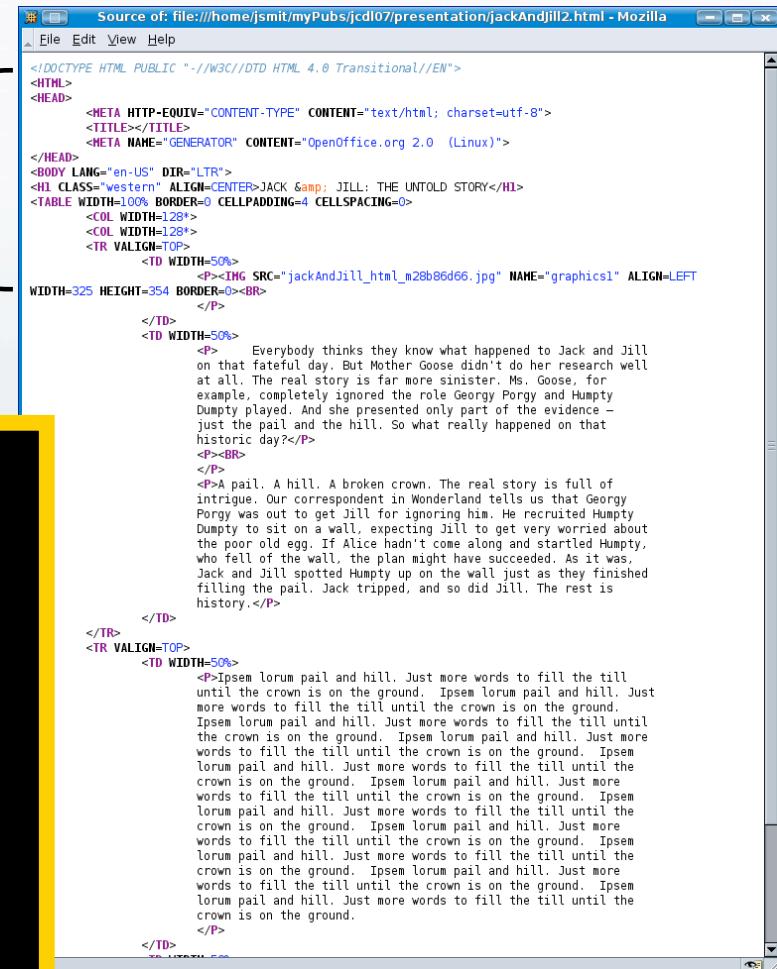 Source of: file:///home/jsmit/myPubs/jcdl07/presentation/jackAndJill2.html - Mozilla
File Edit View Help
<!DOCTYPE HTML PUBLIC "-//W3C//DTD HTML 4.0 Transitional//EN">
<HTML>
<HEAD>
<META HTTP-EQUIV="CONTENT-TYPE" CONTENT="text/html; charset=utf-8">
<TITLE></TITLE>
<META NAME="GENERATOR" CONTENT="OpenOffice.org 2.0  (Linux)">
</HEAD>
<BODY LANG="en-US" DIR="LTR">
<H1 CLASS="western" ALIGN=CENTER>JACK &amp; JILL: THE UNTOLD STORY</H1>
<TABLE WIDTH=100% BORDER=0 CELLPADDING=4 CELLSPACING=0>
<COL WIDTH=128*>
<COL WIDTH=128*>
<TR VALIGN=TOP>
<TD WIDTH=50%>
<P><IMG SRC="jackAndJill_html_m28b86d66.jpg" NAME="graphics1" ALIGN=LEFT
WIDTH=325 HEIGHT=354 BORDER=0><BR>
</P>
</TD>
<TD WIDTH=50%>
<P>     Everybody thinks they know what happened to Jack and Jill
on that fateful day. But Mother Goose didn't do her research well
at all. The real story is far more sinister. Ms. Goose, for
example, completely ignored the role Georgy Porgy and Humpty
Dumpty played. And she presented only part of the evidence –
just the pail and the hill. So what really happened on that
historic day?</P>
<P><BR>
</P>
<P>A pail. A hill. A broken crown. The real story is full of
intrigue. Our correspondent in Wonderland tells us that Georgy
Porgy was out to get Jill for ignoring him. He recruited Humpty
Dumpty to sit on a wall, expecting Jill to get very worried about
the poor old egg. If Alice hadn't come along and startled Humpty,
who fell of the wall, the plan might have succeeded. As it was,
Jack and Jill spotted Humpty up on the wall just as they finished
filling the pail. Jack tripped, and so did Jill. The rest is
history.</P>
</TD>
</TR>
<TR VALIGN=TOP>
<TD WIDTH=50%>
<P>Ipsem lorum pail and hill. Just more words to fill the till
until the crown is on the ground.  Ipsem lorum pail and hill. Just
more words to fill the till until the crown is on the ground.
Ipsem lorum pail and hill. Just more words to fill the till until
the crown is on the ground.  Ipsem lorum pail and hill. Just more
words to fill the till until the crown is on the ground.  Ipsem
lorum pail and hill. Just more words to fill the till until the
crown is on the ground.  Ipsem lorum pail and hill. Just more
words to fill the till until the crown is on the ground.  Ipsem
lorum pail and hill. Just more words to fill the till until the
crown is on the ground.  Ipsem lorum pail and hill. Just more
words to fill the till until the crown is on the ground.  Ipsem
lorum pail and hill. Just more words to fill the till until the
crown is on the ground.  Ipsem lorum pail and hill. Just more
words to fill the till until the crown is on the ground.  Ipsem
lorum pail and hill. Just more words to fill the till until the
crown is on the ground.
</P>
</TD>